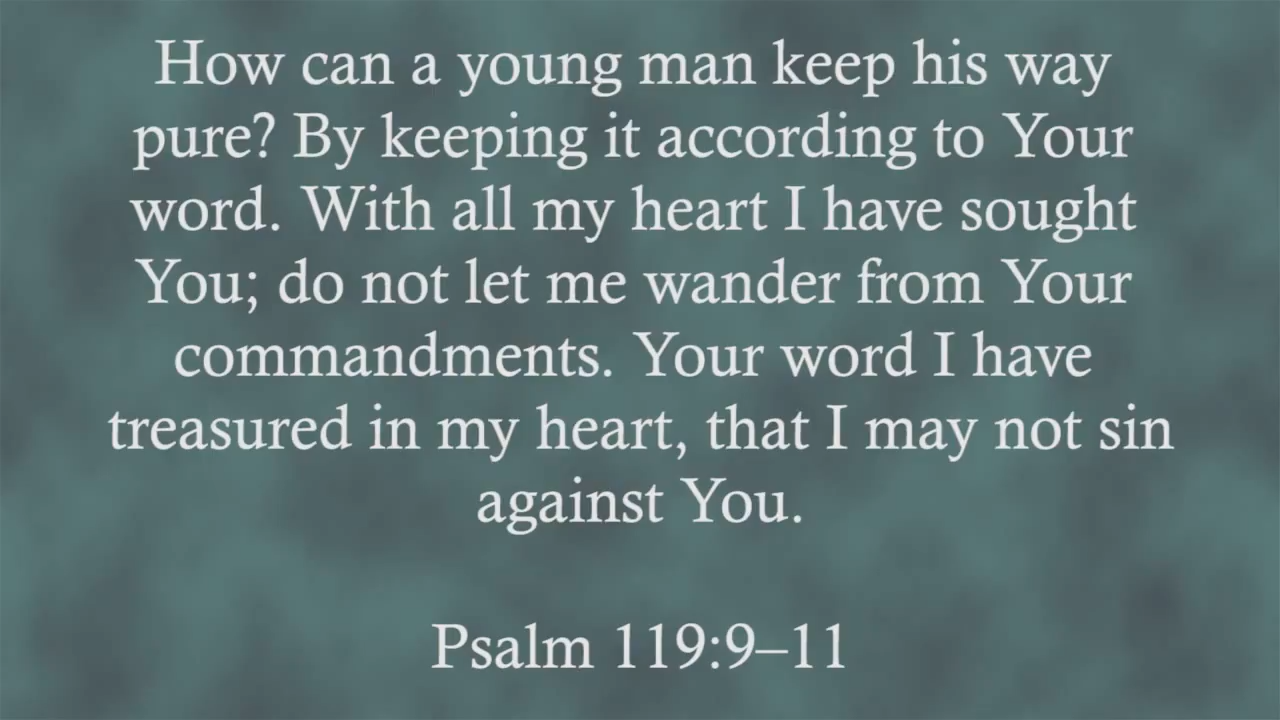 How can a young man keep his way
pure? By keeping it according to Your
word. With all my heart I have sought
You; do not let me wander from Your
commandments. Your word I have
treasured in my heart, that I may not sin
against You.
Psalm 119:9–11